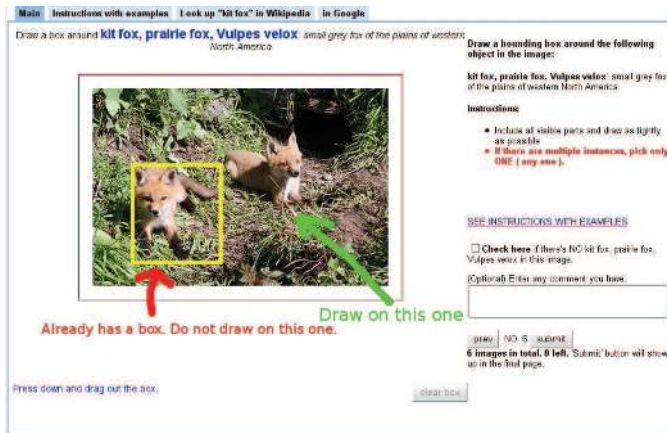 Main Instructions with examples Look up "kit fox" in Wikipedia in Google
Draw a box around kit fox, prairie fox, Vulpes velox: small grey fox of the plains of western
North America
Draw a bounding box around the following
object in the image:
kit fox, prairie fox, Vulpes velox: small grey fox
of the plains of western North America
Instructions:
Include all visible parts and draw as tightly
as possible
If there are multiple instances, pick only
ONE ( any one ).
SEE INSTRUCTIONS WITH EXAMPLES
Check here if there's NO kit fox, prairie fox,
Vulpes velox in this image.
(Optional) Enter any comment you have:
Draw on this one
Already has a box. Do not draw on this one.
prev NO. 6 submit
6 images in total, 0 left. 'Submit' button will show
up in the final page.
Press down and drag out the box.
clear box